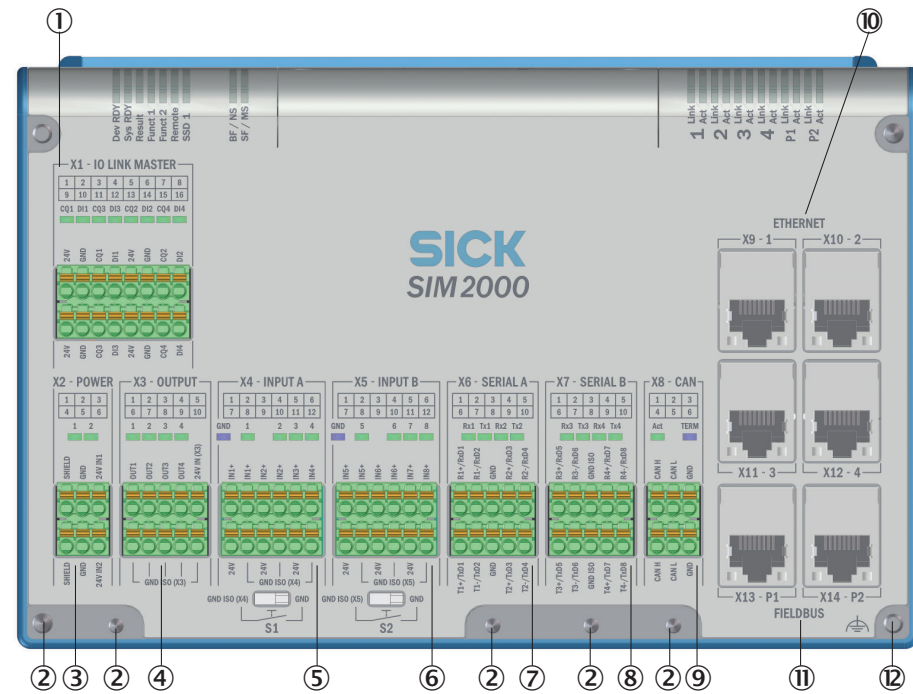 ① ⑩
Dev RDY
Sys RDY
Result
Funct 1
Funct 2
Remote
SSD 1
BF / NS
SF / MS
1 Link Act
2 Link Act
3 Link Act
4 Link Act
P1 Link Act
P2 Link Act
X1 - IO LINK MASTER
1 2 3 4 5 6 7 8
9 10 11 12 13 14 15 16
CQ1 DI1 CQ3 DI3 CQ2 DI2 CQ4 DI4
24V GND CQ1 DI1 24V GND CQ2 DI2
24V GND CQ3 DI3 24V GND CQ4 DI4
SICK
SIM 2000
ETHERNET
X9 - 1 X10 - 2
X11 - 3 X12 - 4
X13 - P1 X14 - P2
FIELDBUS
X2 - POWER
1 2 3
4 5 6
1 2
SHIELD GND 24V IN1
SHIELD GND 24V IN2
X3 - OUTPUT
1 2 3 4 5
6 7 8 9 10
1 2 3 4
OUT1 OUT2 OUT3 OUT4 24V IN (X3)
GND ISO (X3)
X4 - INPUT A
1 2 3 4 5 6
7 8 9 10 11 12
GND 1 2 3 4
IN1+ IN1+ IN2+ IN2+ IN3+ IN4+
24V 24V
GND ISO (X4)
GND ISO (X4) GND
S1
X5 - INPUT B
1 2 3 4 5 6
7 8 9 10 11 12
GND 5 6 7 8
IN5+ IN5+ IN6+ IN6+ IN7+ IN8+
24V 24V
GND ISO (X5)
GND ISO (X5) GND
S2
X6 - SERIAL A
1 2 3 4 5
6 7 8 9 10
Rx1 Tx1 Rx2 Tx2
R1+/RxD1 R1-/RxD2 GND R2+/RxD3 R2-/RxD4
T1+/TxD1 T1-/TxD2 GND T2+/TxD3 T2-/TxD4
X7 - SERIAL B
1 2 3 4 5
6 7 8 9 10
Rx3 Tx3 Rx4 Tx4
R3+/RxD5 R3-/RxD6 GND ISO R4+/RxD7 R4-/RxD8
T3+/TxD5 T3-/TxD6 GND ISO T4+/TxD7 T4-/TxD8
X8 - CAN
1 2 3
4 5 6
Act TERM
CAN H CAN L GND
CAN H CAN L GND
② ③ ② ④ ⑤ ⑥ ② ⑦ ② ⑧ ② ⑨ ⑪ ⑫